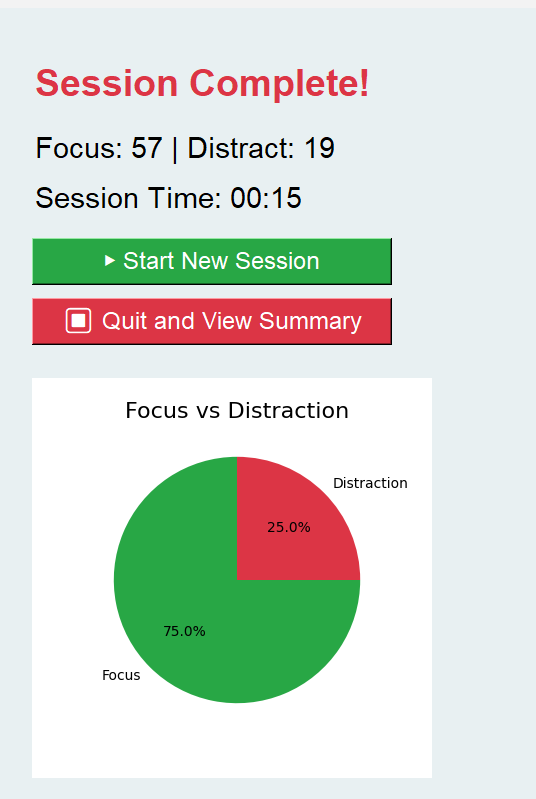 Session Complete!
Focus: 57 | Distract: 19
Session Time: 00:15
▶ Start New Session
▣ Quit and View Summary
Focus vs Distraction
Distraction
25.0%
75.0%
Focus